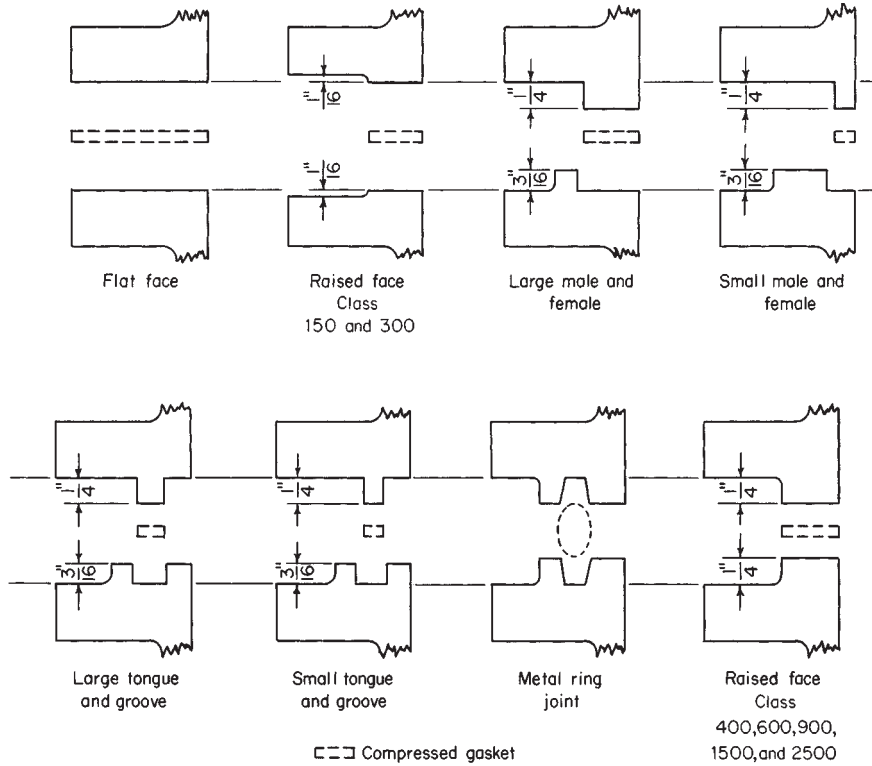 1/16"
1/4"
1/4"
1/16"
3/16"
3/16"
Flat face
Raised face
Class
150 and 300
Large male and
female
Small male and
female
1/4"
1/4"
1/4"
3/16"
3/16"
1/4"
Large tongue
and groove
Small tongue
and groove
Metal ring
joint
Raised face
Class
400,600,900,
1500,and 2500
Compressed gasket